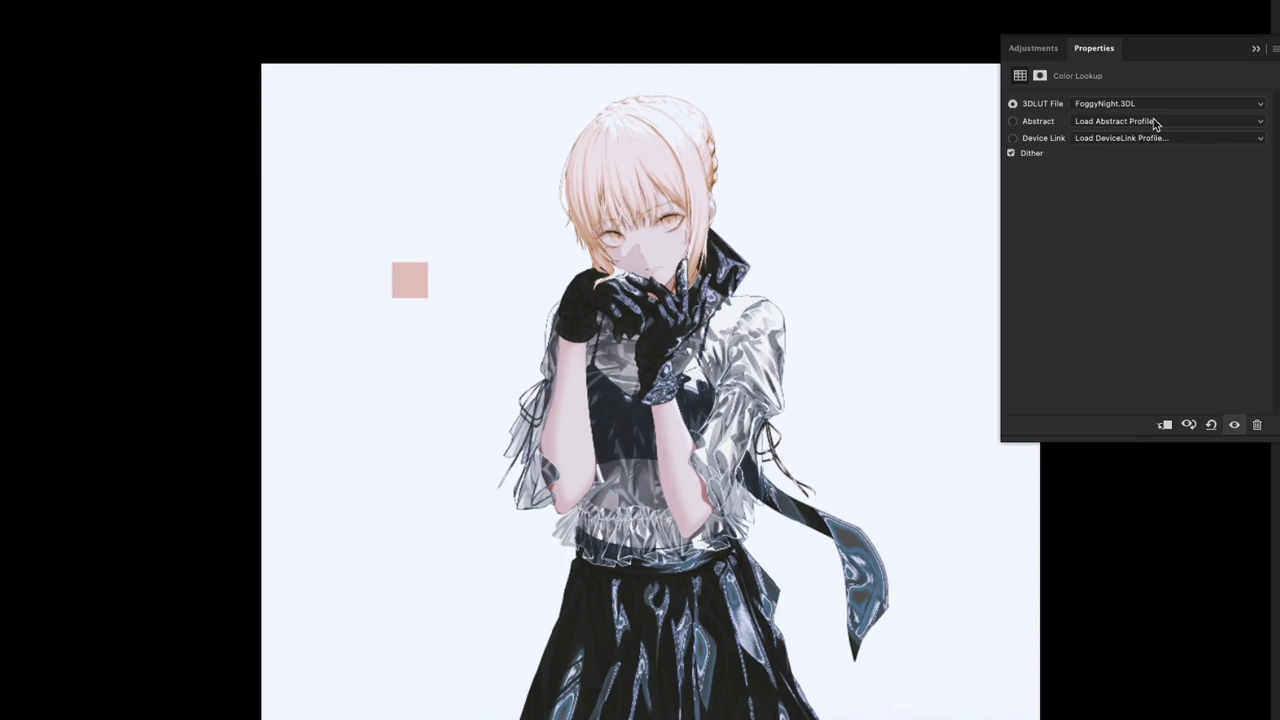 Adjustments Properties
Color Lookup
3DLUT File FoggyNight.3DL
Abstract Load Abstract Profile
Device Link Load DeviceLink Profile...
Dither